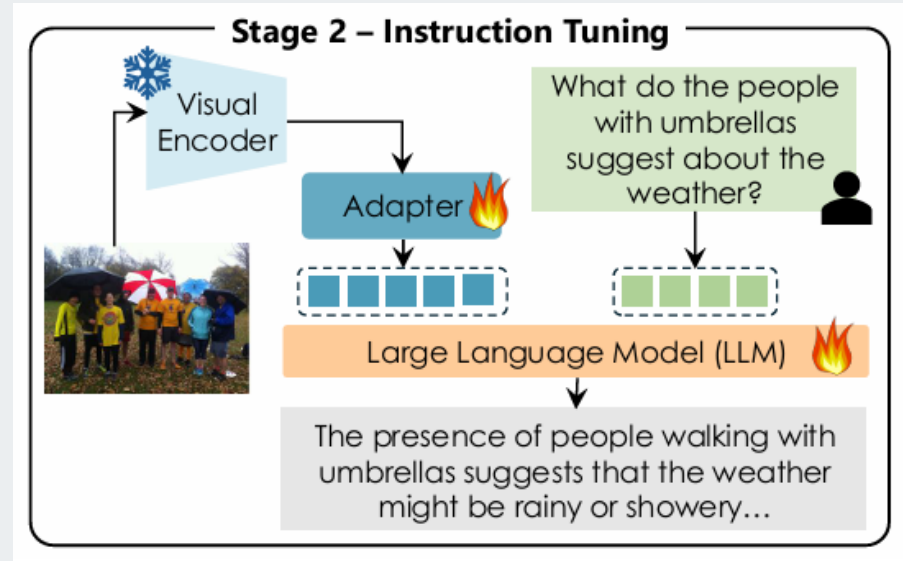 Stage 2 – Instruction Tuning
Visual
Encoder
What do the people
with umbrellas
suggest about the
weather?
Adapter
Large Language Model (LLM)
The presence of people walking with
umbrellas suggests that the weather
might be rainy or showery…